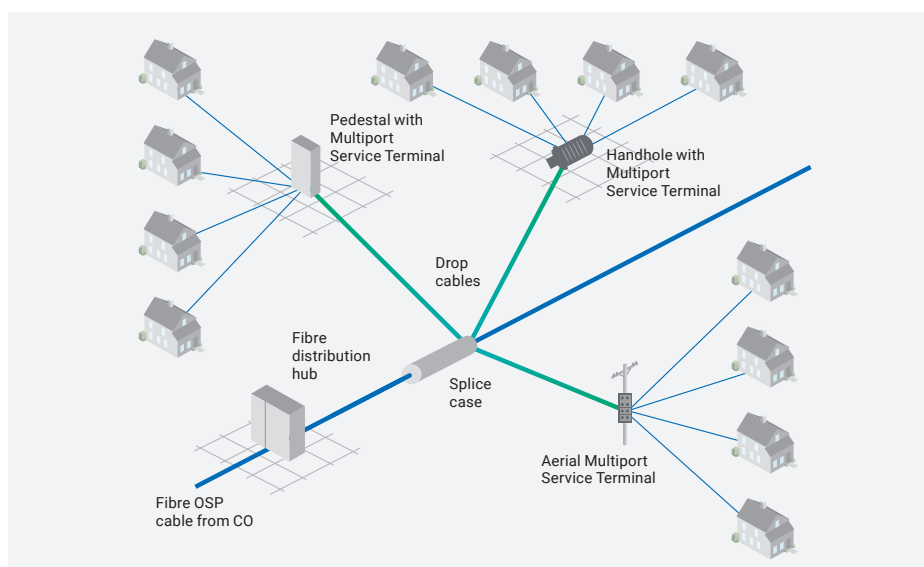 Pedestal with
Multiport
Service Terminal
Handhole with
Multiport
Service Terminal
Drop
cables
Fibre
distribution
hub
Splice
case
Aerial Multiport
Service Terminal
Fibre OSP
cable from CO